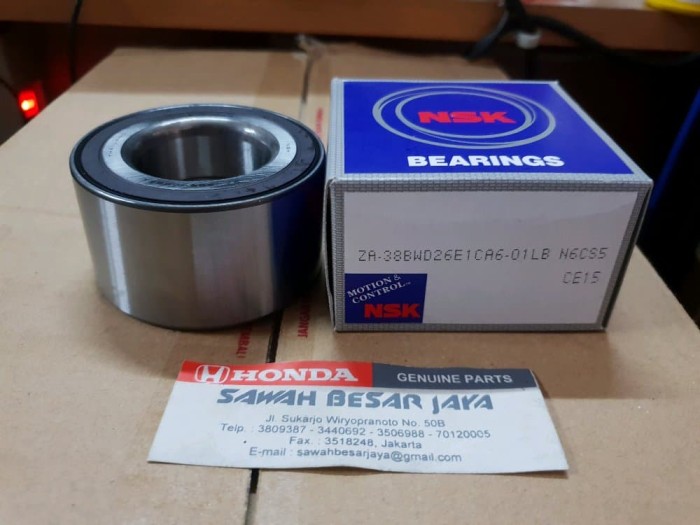 NSK
BEARINGS
ZA-38BWD26E1CA6-01LB N6CS5
CE15
MOTION &
CONTROL
NSK
HONDA GENUINE PARTS
SAWAH BESAR JAYA
Jl. Sukarjo Wiryopranoto No. 50B
Telp. : 3809387 - 3440692 - 3506988 - 70120005
Fax. : 3518248, Jakarta
E-mail : sawahbesarjaya@gmail.com